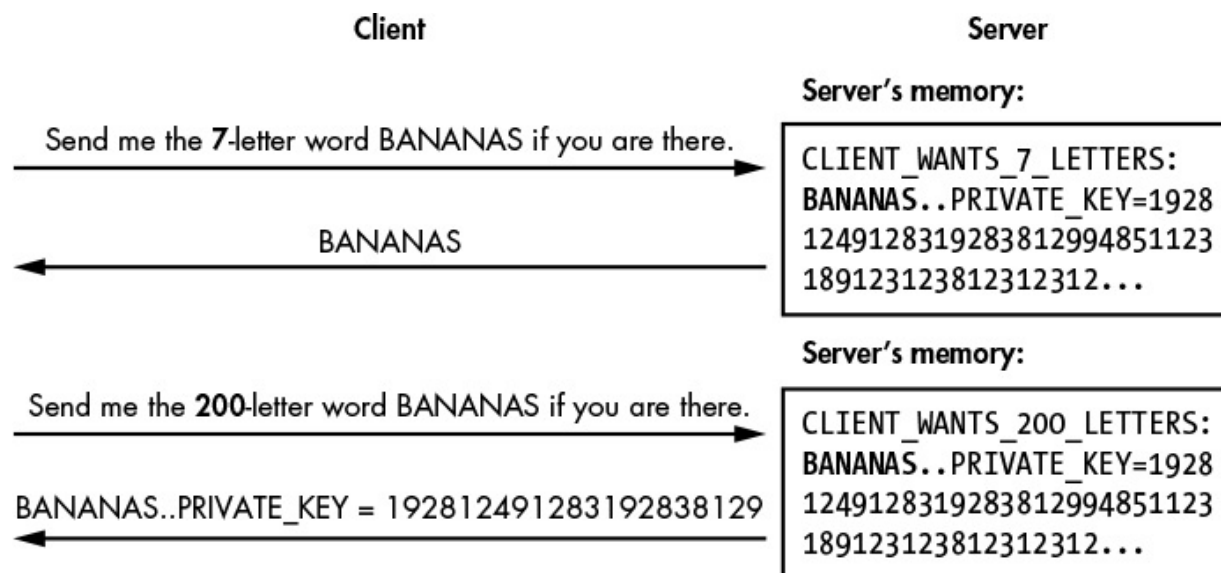 Client
Server
Server's memory:
Send me the 7-letter word BANANAS if you are there.
CLIENT_WANTS_7_LETTERS:
BANANAS..PRIVATE_KEY=1928
1249128319283812994851123
189123123812312312...
BANANAS
Server's memory:
Send me the 200-letter word BANANAS if you are there.
CLIENT_WANTS_200_LETTERS:
BANANAS..PRIVATE_KEY=1928
1249128319283812994851123
189123123812312312...
BANANAS..PRIVATE_KEY = 192812491283192838129